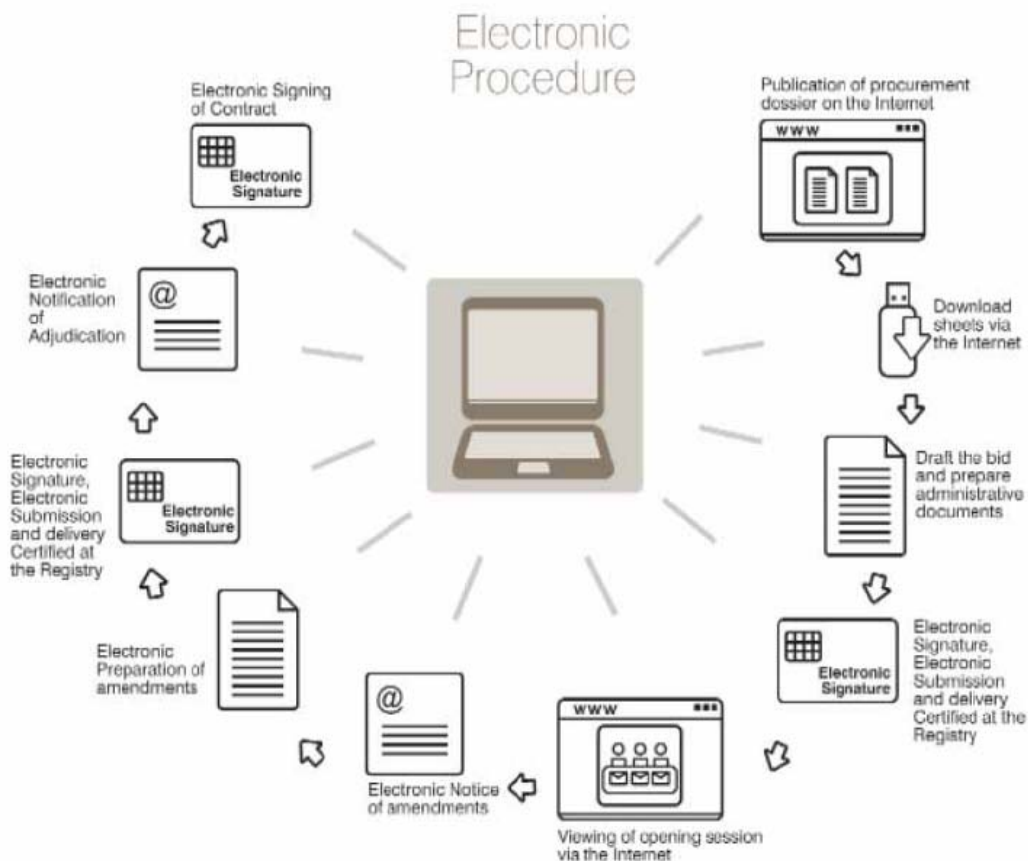 Electronic
Procedure
Publication of procurement
dossier on the Internet
www
Download
sheels via
the Internet
Draft the bid
and prepare
administrative
documents
Electronic
Signature
Electronic
Signature,
Electronic
Submission
and delivery
Certified at the
Registry
www
Viewing of opening session
via the Internet
@
Electronic Notice
of amendments
Electronic
Preparation of
amendments
Electronic
Signature,
Electronic
Submission
and delivery
Certified at
the Registry
Electronic
Signature
Electronic
Notification
of
Adjudication
@
Electronic Signing
of Contract
Electronic
Signature